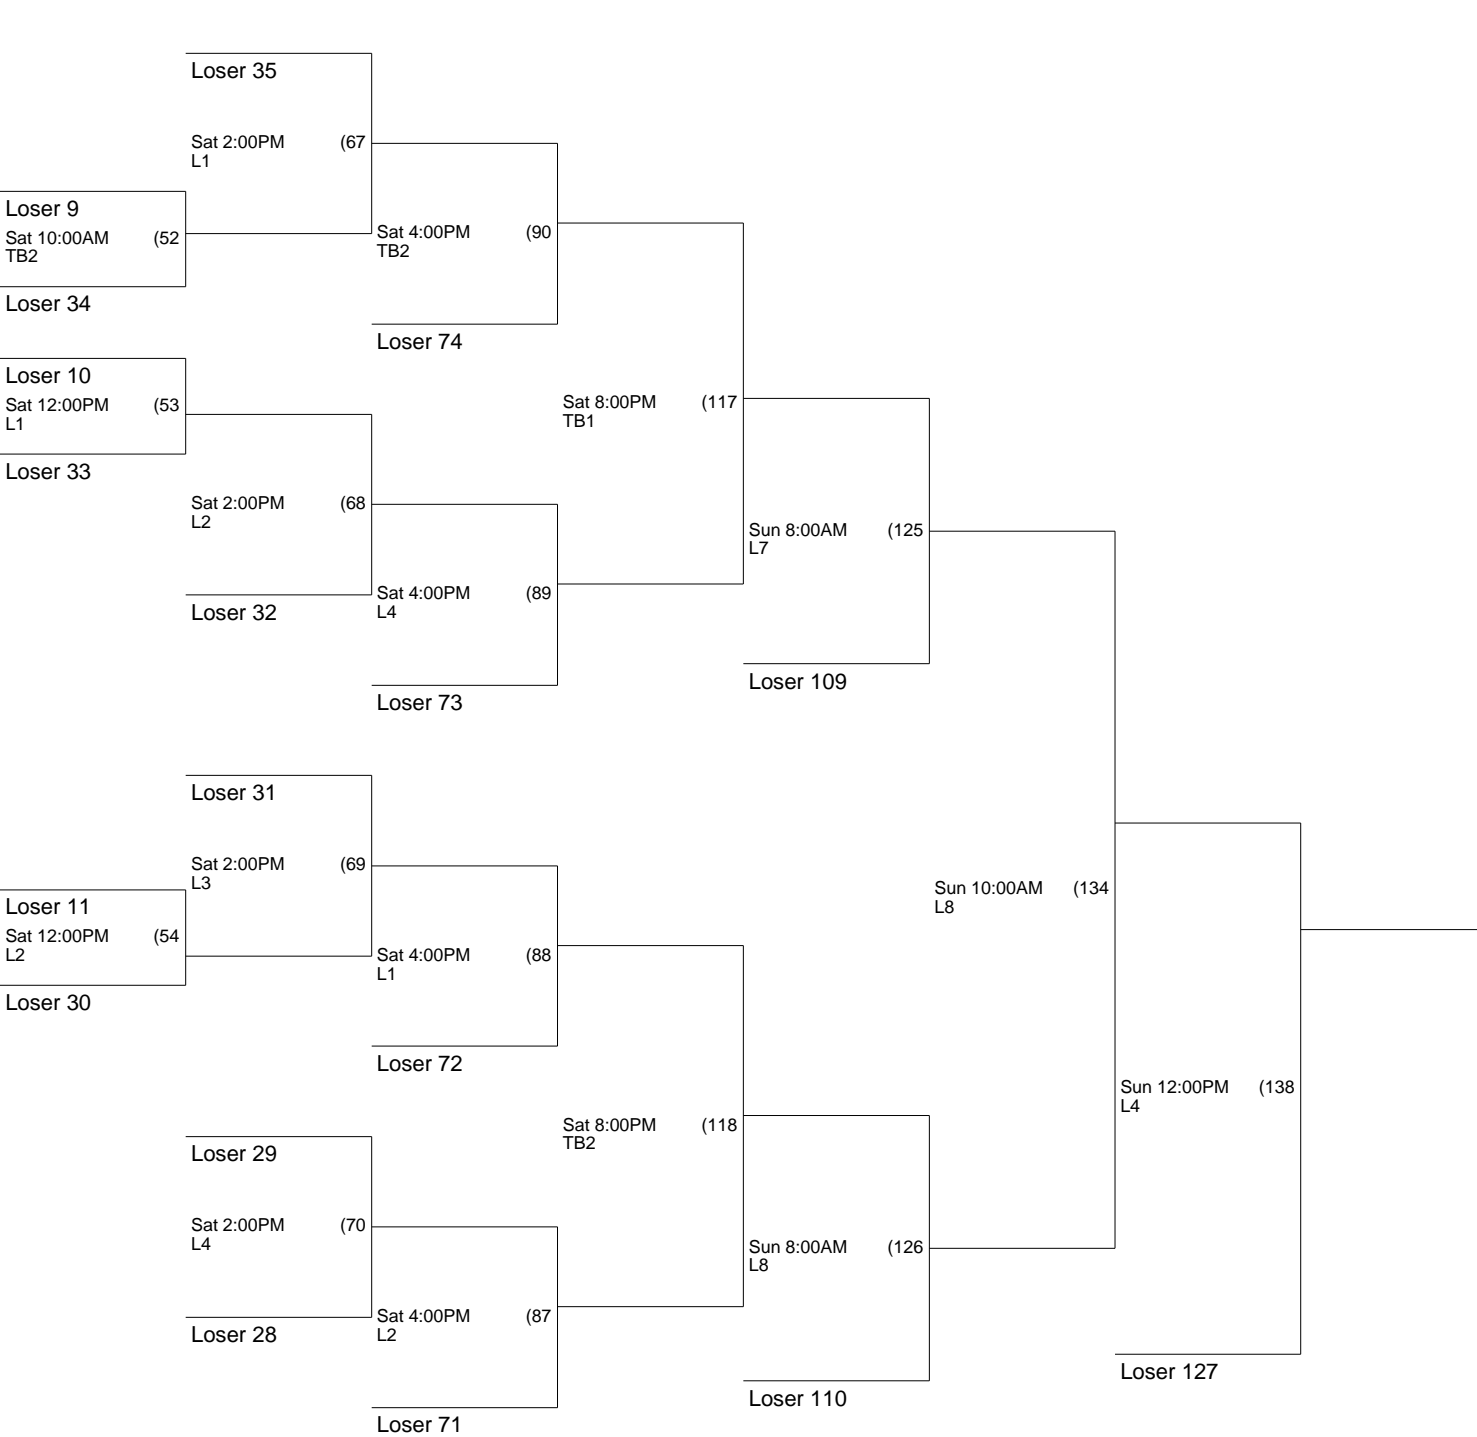 Loser 35
Sat 2:00PM (67
L1
Loser 9
Sat 10:00AM (52
TB2
Loser 34
Sat 4:00PM (90
TB2
Loser 74
Loser 10
Sat 12:00PM (53
L1
Loser 33
Sat 8:00PM (117
TB1
Sat 2:00PM (68
L2
Sun 8:00AM (125
L7
Loser 32
Sat 4:00PM (89
L4
Loser 109
Loser 73
Loser 31
Sat 2:00PM (69
L3
Sun 10:00AM (134
L8
Loser 11
Sat 12:00PM (54
L2
Loser 30
Sat 4:00PM (88
L1
Loser 72
Sun 12:00PM (138
L4
Sat 8:00PM (118
TB2
Loser 29
Sat 2:00PM (70
L4
Sun 8:00AM (126
L8
Loser 28
Sat 4:00PM (87
L2
Loser 127
Loser 110
Loser 71